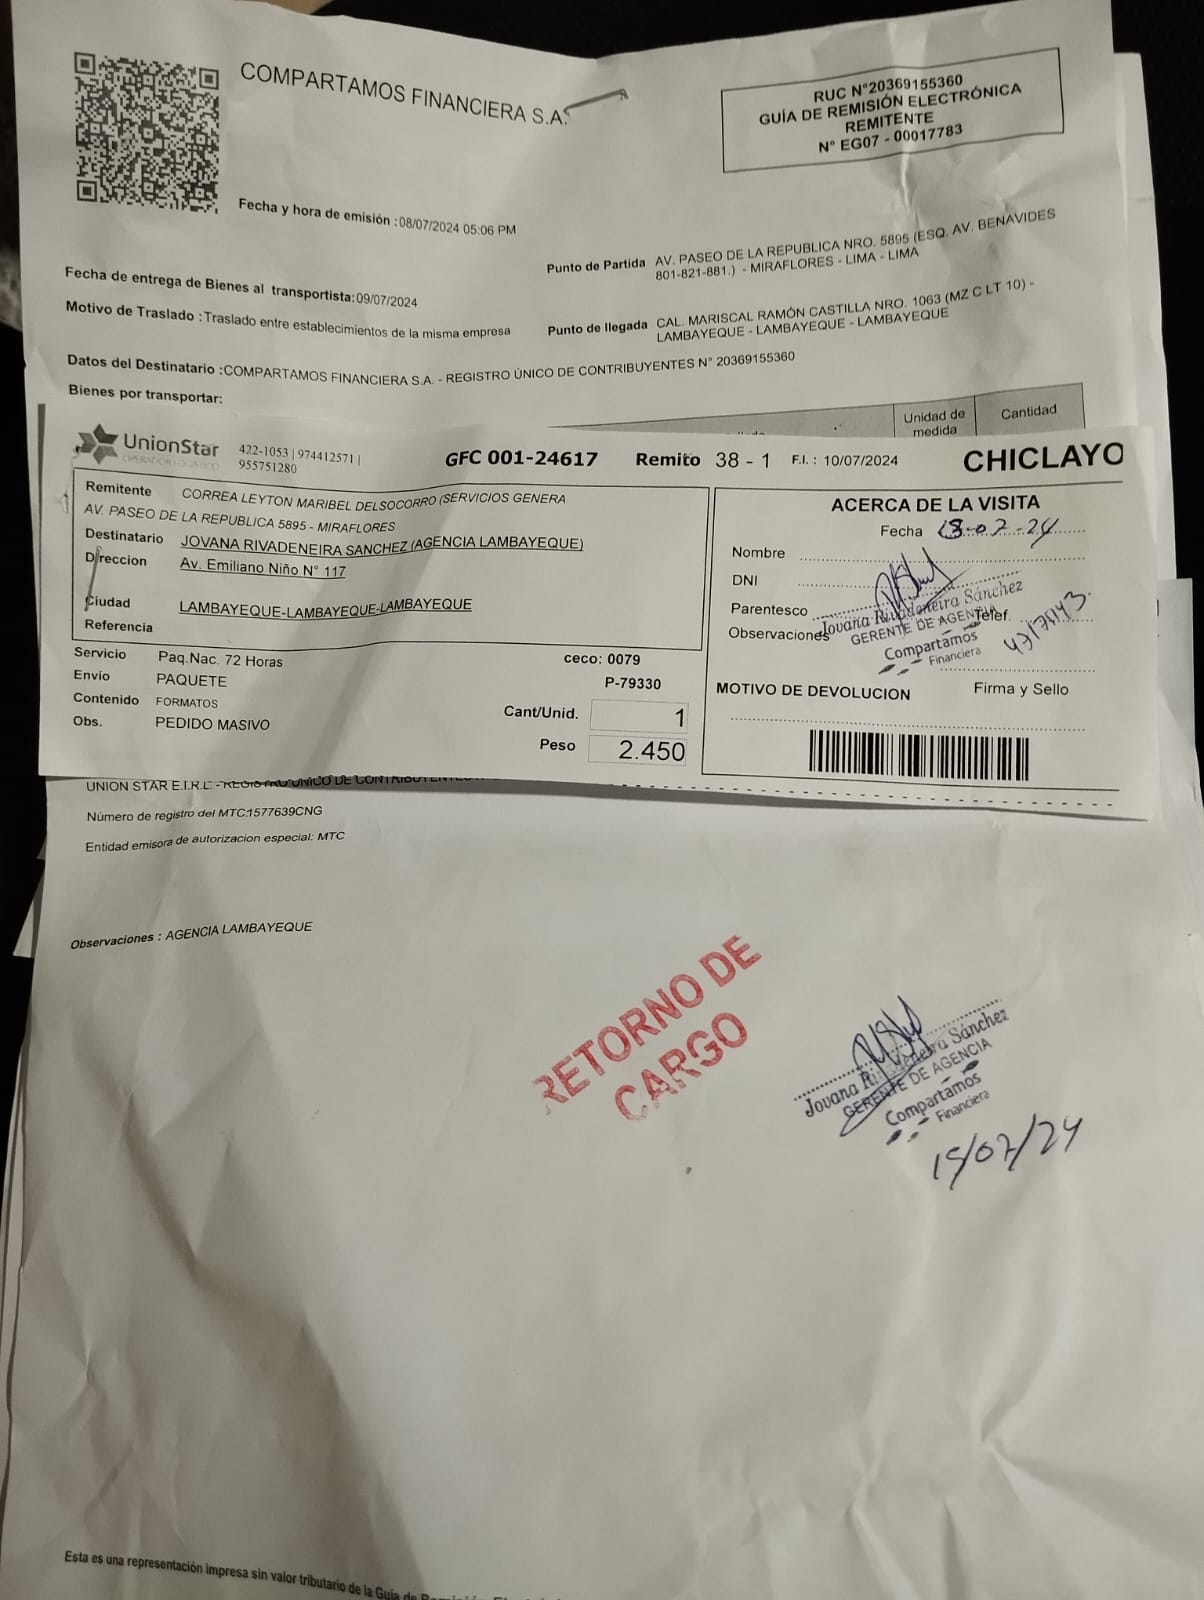 COMPARTAMOS FINANCIERA S.A.
RUC N°20369155360
GUÍA DE REMISIÓN ELECTRÓNICA
REMITENTE
N° EG07 - 00017783
Fecha y hora de emisión :08/07/2024 05:06 PM
Fecha de entrega de Bienes al transportista:09/07/2024
Motivo de Traslado :Traslado entre establecimientos de la misma empresa
Punto de Partida AV. PASEO DE LA REPUBLICA NRO. 5895 (ESQ. AV. BENAVIDES
801-821-881.) - MIRAFLORES - LIMA - LIMA
Punto de llegada CAL. MARISCAL RAMÓN CASTILLA NRO. 1063 (MZ C LT 10) -
LAMBAYEQUE - LAMBAYEQUE - LAMBAYEQUE
Datos del Destinatario :COMPARTAMOS FINANCIERA S.A. - REGISTRO ÚNICO DE CONTRIBUYENTES N° 20369155360
Bienes por transportar:
Unidad de
medida
Cantidad
UnionStar
OPERADOR LOGISTICO
422-1053 | 974412571 |
955751280
GFC 001-24617 Remito 38 - 1 F.I. : 10/07/2024 CHICLAYO
Remitente CORREA LEYTON MARIBEL DELSOCORRO (SERVICIOS GENERA
AV. PASEO DE LA REPUBLICA 5895 - MIRAFLORES
Destinatario JOVANA RIVADENEIRA SANCHEZ (AGENCIA LAMBAYEQUE)
Direccion Av. Emiliano Niño N° 117
Ciudad LAMBAYEQUE-LAMBAYEQUE-LAMBAYEQUE
Referencia
Servicio Paq.Nac. 72 Horas
Envio PAQUETE
Contenido FORMATOS
Obs. PEDIDO MASIVO
ceco: 0079
P-79330
Cant/Unid. 1
Peso 2.450
ACERCA DE LA VISITA
Fecha 18-07-24
Nombre
DNI
Parentesco
Observaciones
Telef.
Jovana Rivadeneira Sánchez
GERENTE DE AGENCIA
Compartamos
Financiera
MOTIVO DE DEVOLUCION
Firma y Sello
UNION STAR E.I.R.L. - REGISTRO ÚNICO DE CONTRIBUYENTES
Número de registro del MTC:1577639CNG
Entidad emisora de autorizacion especial: MTC
Observaciones : AGENCIA LAMBAYEQUE
RETORNO DE
CARGO
Jovana Rivadeneira Sánchez
GERENTE DE AGENCIA
Compartamos
Financiera
Esta es una representación impresa sin valor tributario de la Guía de